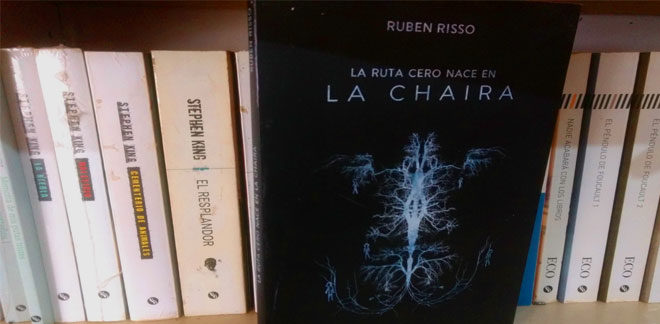 STEPHEN KING
LA NIEBLA
STEPHEN KING
STEPHEN KING
CEMENTERIO DE ANIMALES
STEPHEN KING
EL RESPLANDOR
RUBEN RISSO
LA RUTA CERO NACE EN
LA CHAIRA
NADIE ACABARÁ CON LOS LIBROS
ECO
EL PÉNDULO DE FOUCAULT 1
ECO
EL PÉNDULO DE FOUCAULT 2
ECO